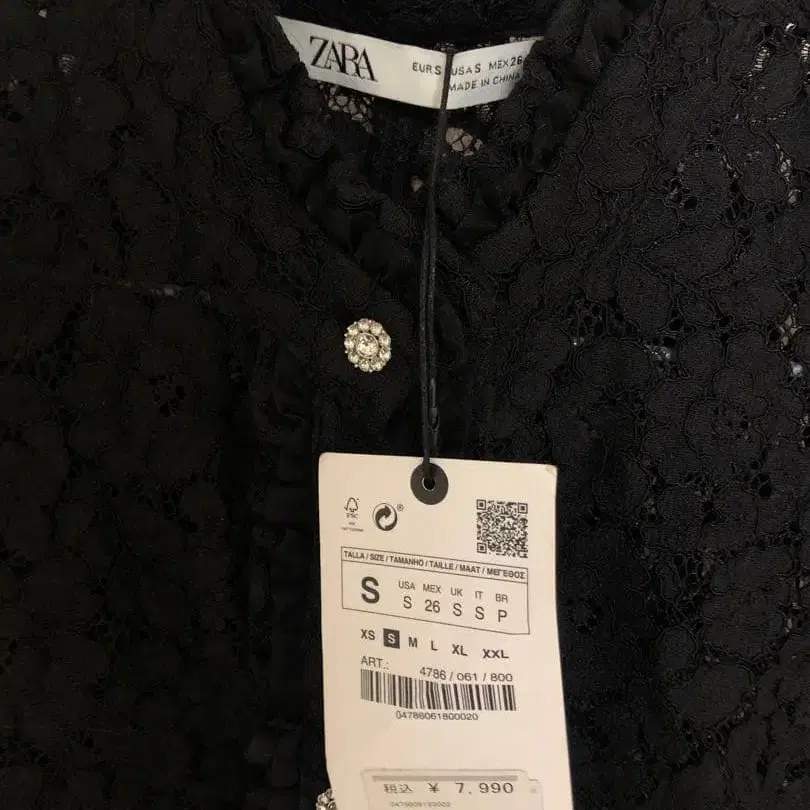 ZARA
EUR S USA S MEX 26
MADE IN CHINA
FSC
®
TALLA / SIZE / TAMANHO / TAILLE / MAAT / ΜΕΓΕΘΟΣ
S
USA MEX UK IT BR
S 26 S S P
XS S M L XL XXL
ART.:
4786 / 061 / 800
04786061800020
税込 ¥ 7,990